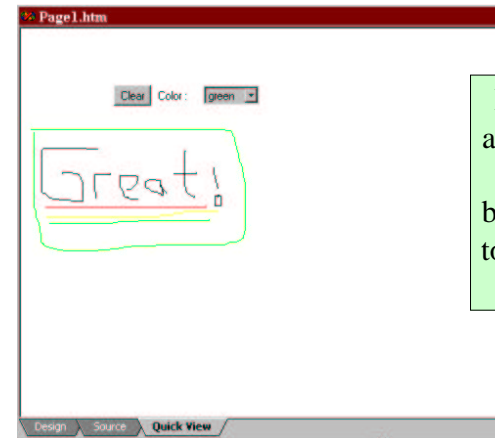 Page1.htm
Clear Color: green
Great!
a
b
to
Design Source Quick View